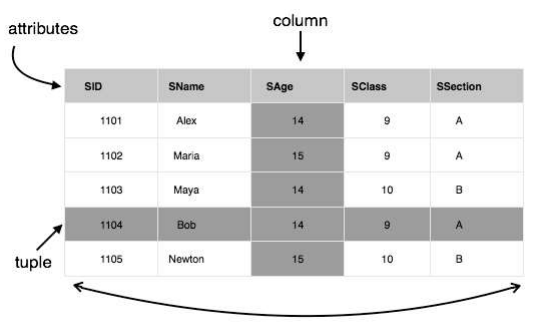 column
attributes
SID SName SAge SClass SSection
1101 Alex 14 9 A
1102 Maria 15 9 A
1103 Maya 14 10 B
1104 Bob 14 9 A
tuple
1105 Newton 15 10 B